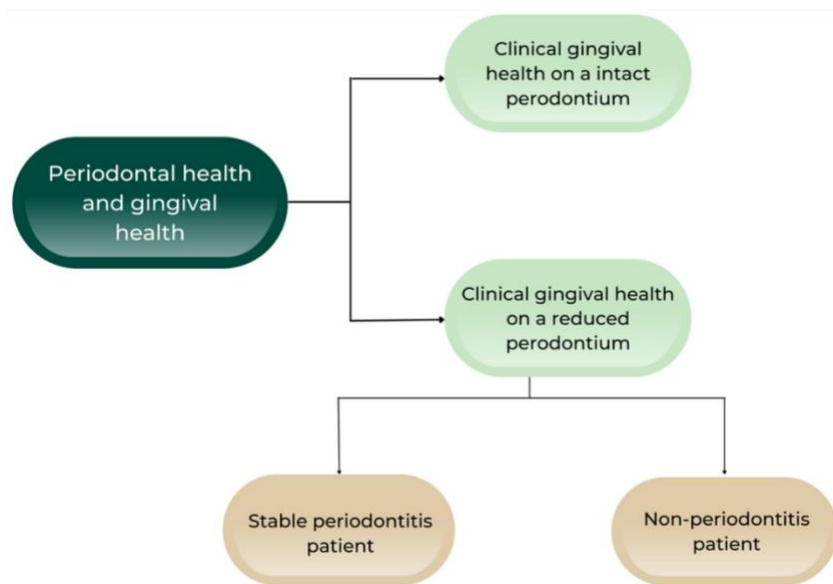 Clinical gingival
health on a intact
perodontium
Periodontal health
and gingival
health
Clinical gingival health
on a reduced
perodontium
Stable periodontitis
patient
Non-periodontitis
patient